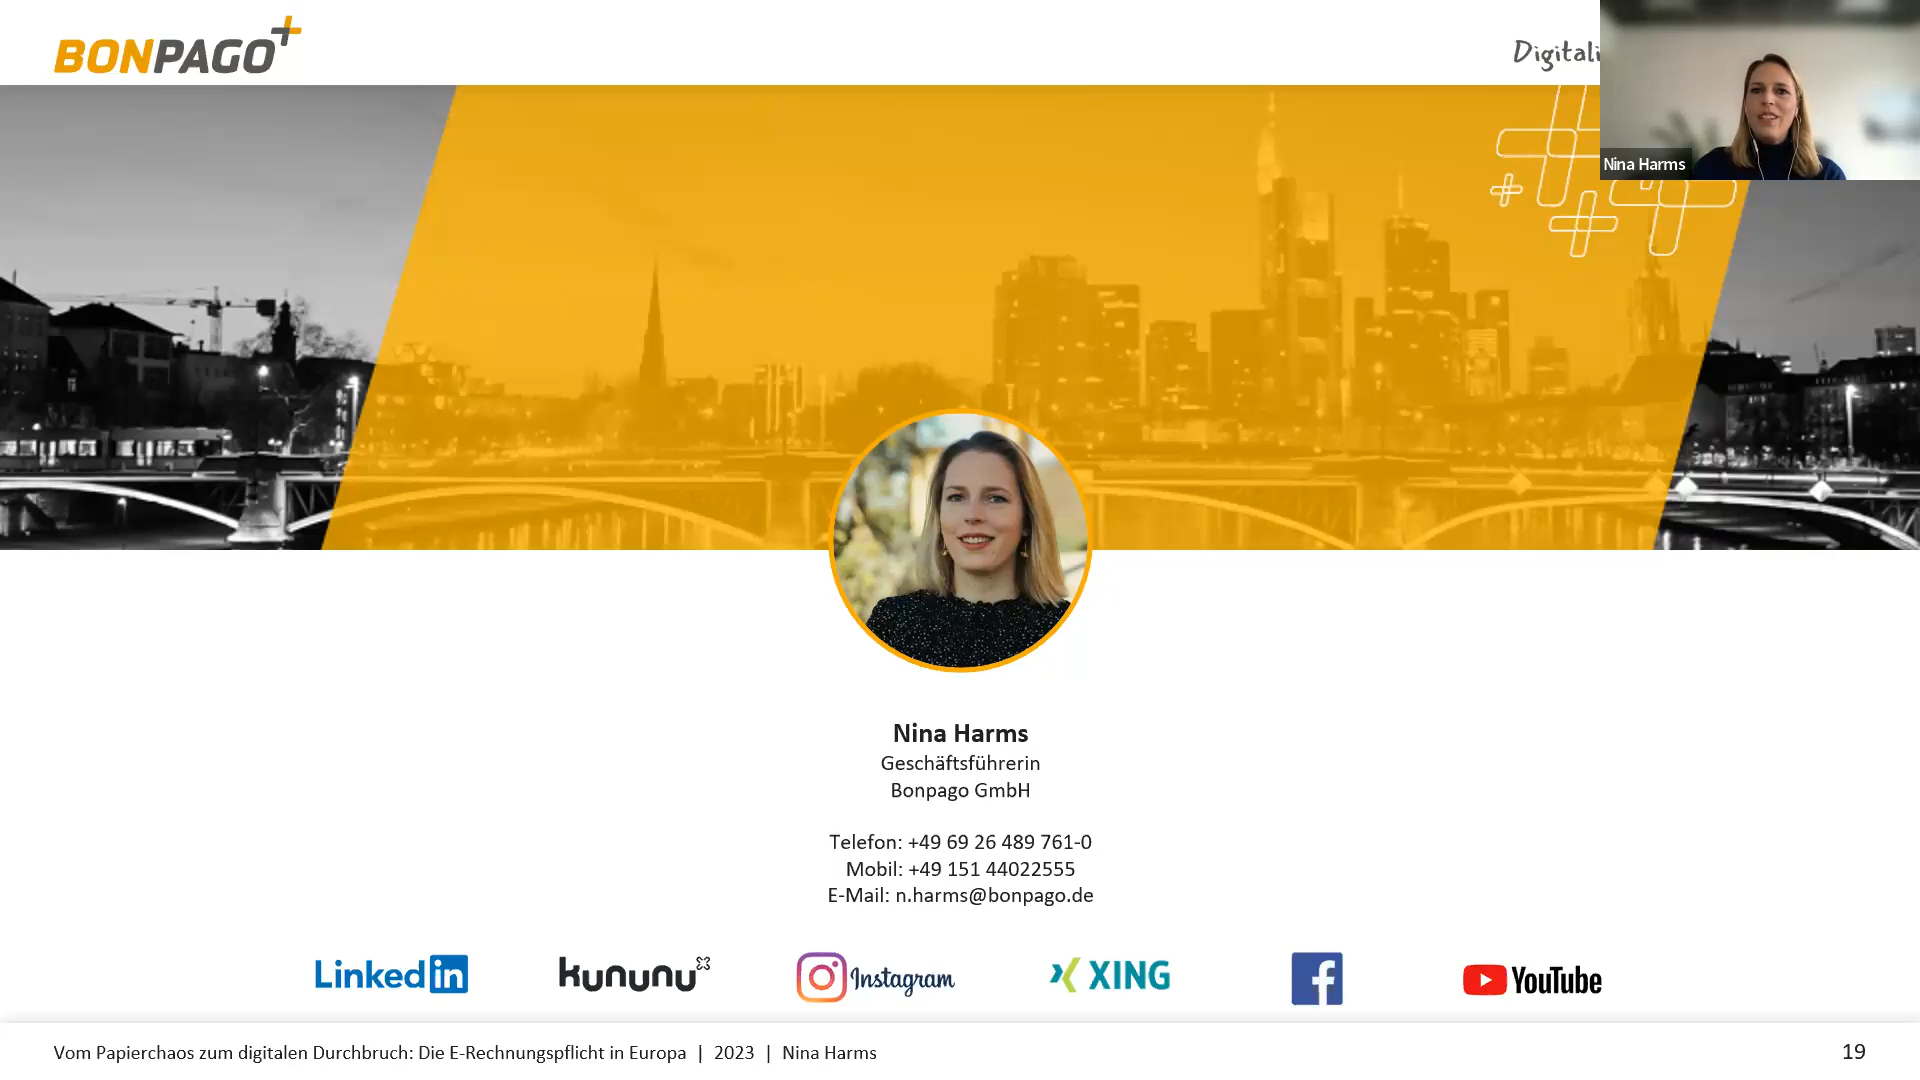 BONPAGO
Nina Harms
Nina Harms
Geschäftsführerin
Bonpago GmbH
Telefon: +49 69 26 489 761-0
Mobil: +49 151 44022555
E-Mail: n.harms@bonpago.de
Linked in
kununu
Instagram
XING
YouTube
Vom Papierchaos zum digitalen Durchbruch: Die E-Rechnungspflicht in Europa | 2023 | Nina Harms
19